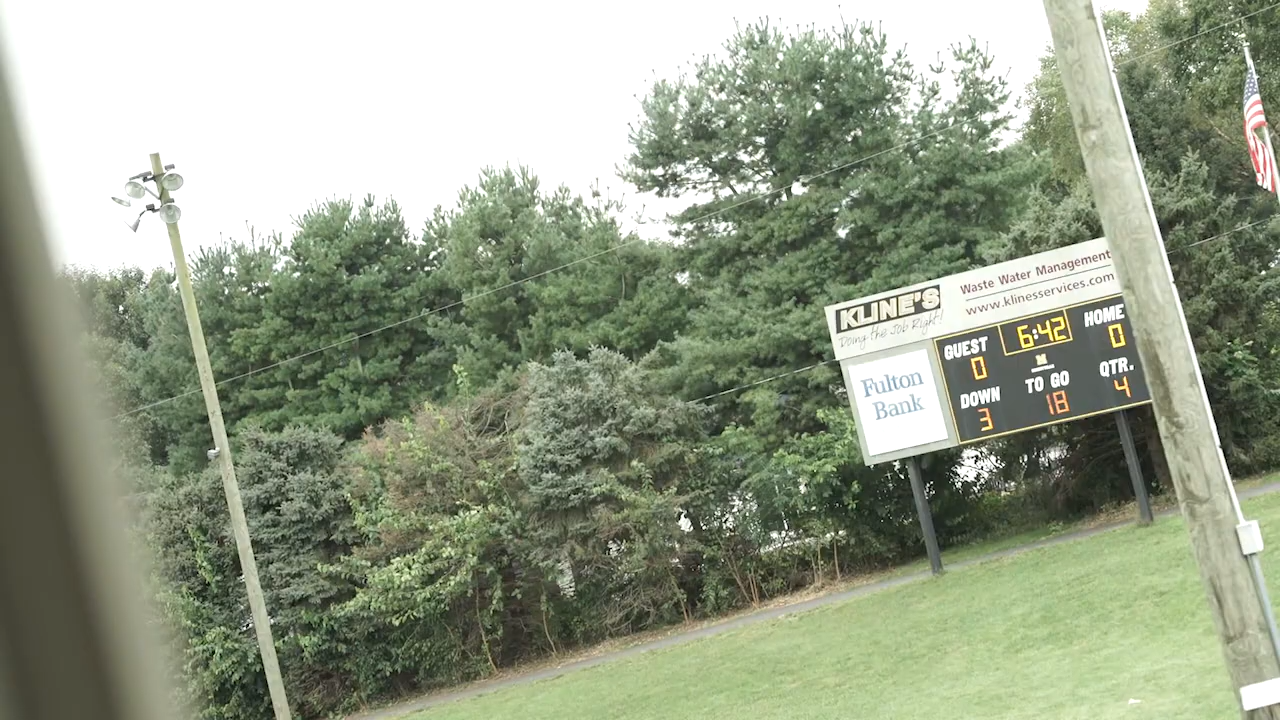 KLINE'S
Doing the Job Right!
Waste Water Management
www.klinesservices.com
Fulton
Bank
6:42
GUEST
0
HOME
0
M
DOWN
3
TO GO
18
QTR.
4